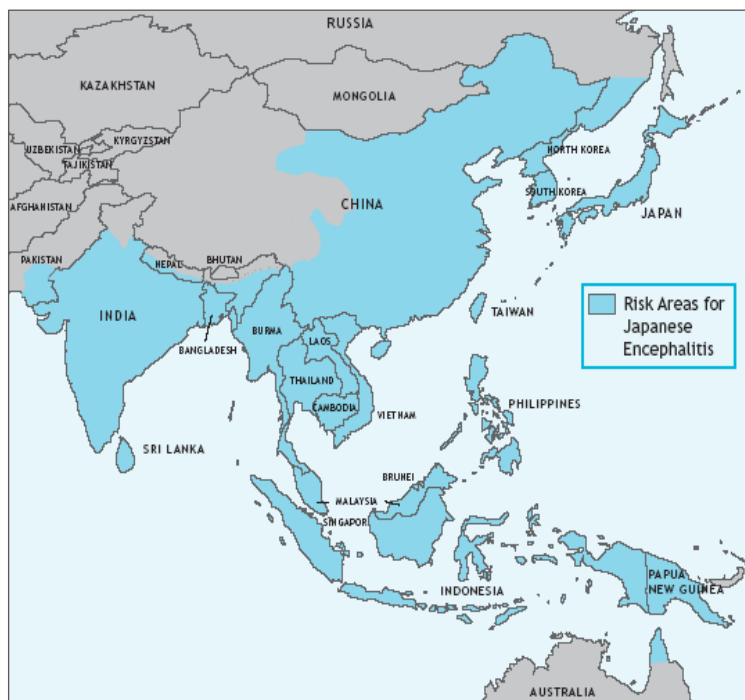 RUSSIA
KAZAKHSTAN
MONGOLIA
UZBEKISTAN
KYRGYZSTAN
TAJIKISTAN
NORTH KOREA
SOUTH KOREA
AFGHANISTAN
CHINA
JAPAN
PAKISTAN
NEPAL
BHUTAN
INDIA
TAIWAN
Risk Areas for
Japanese
Encephalitis
BURMA
LAOS
BANGLADESH
THAILAND
CAMBODIA
VIETNAM
PHILIPPINES
SRI LANKA
BRUNEI
MALAYSIA
SINGAPOR
PAPUA
NEW GUINEA
INDONESIA
AUSTRALIA